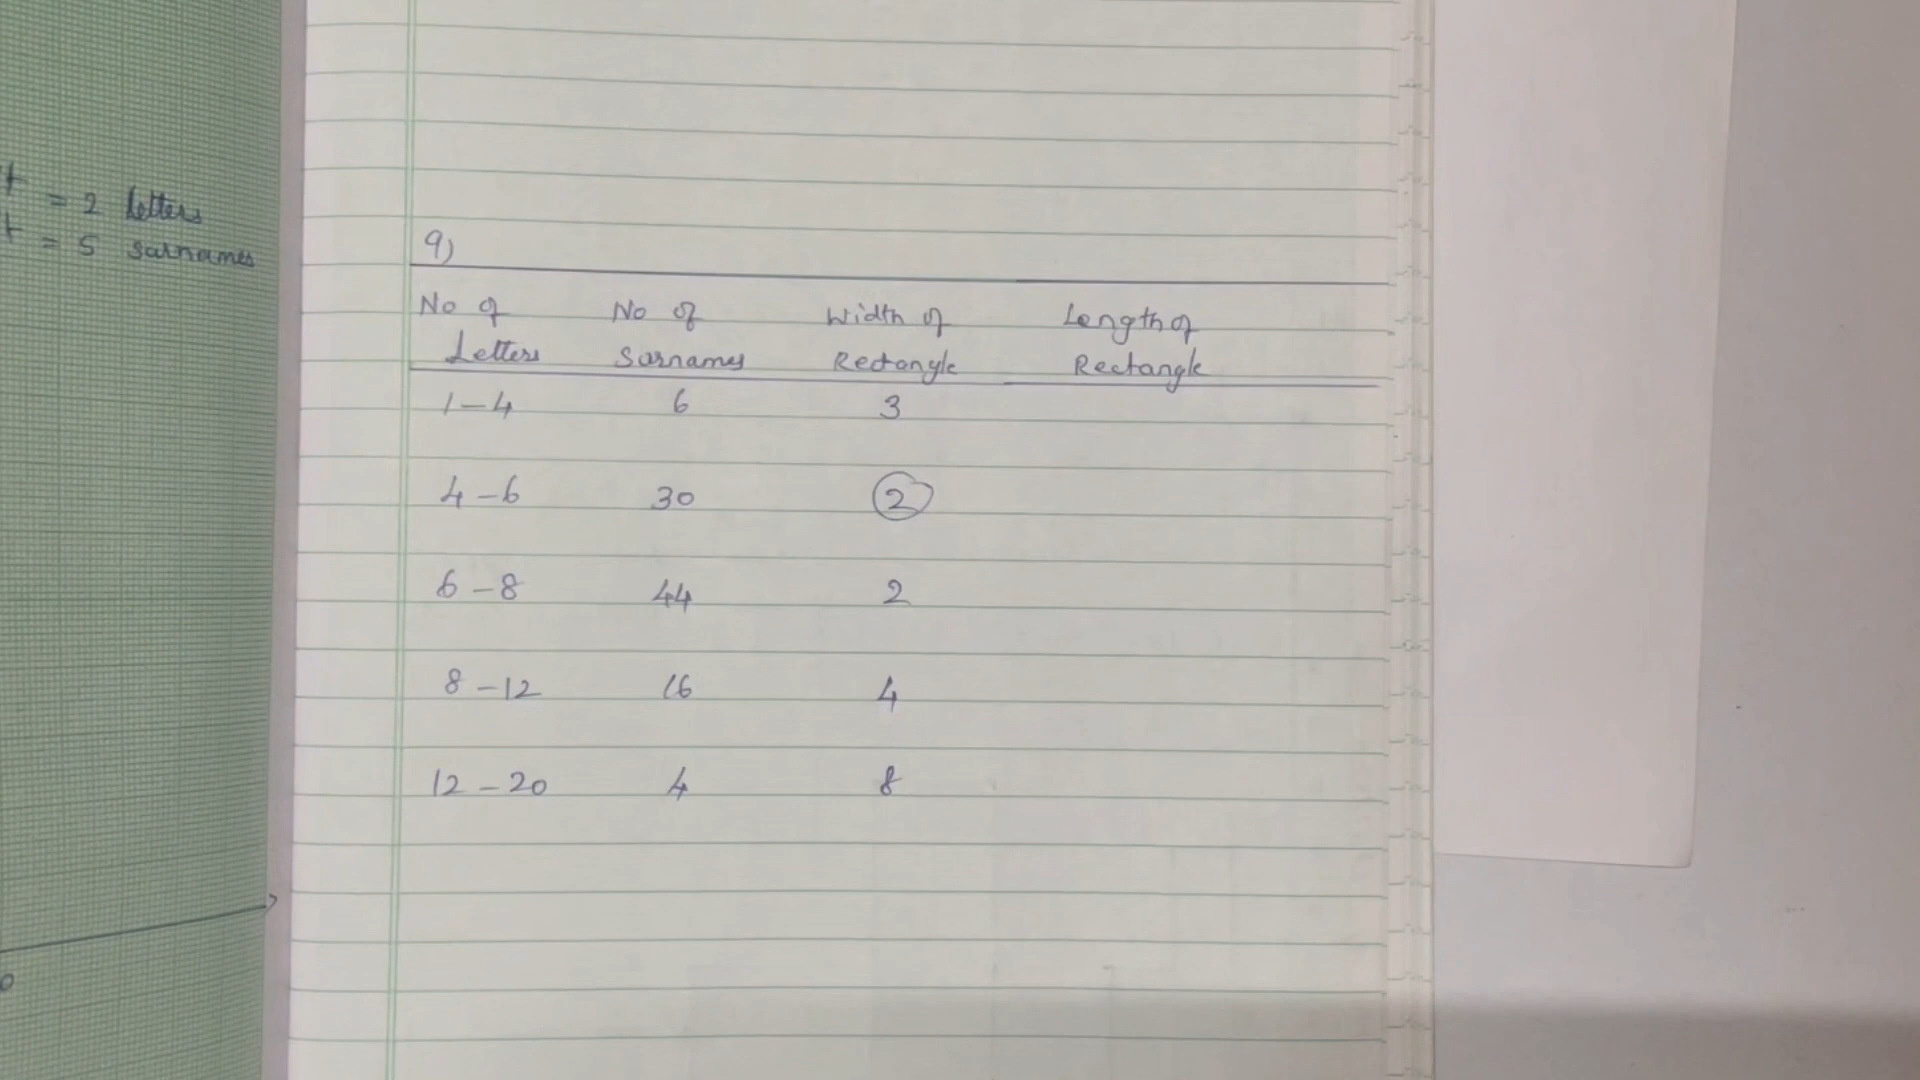 = 2 letters
= 5 surnames
9)
No of No of Width of Length of
Letters Surnames Rectangle Rectangle
1-4 6 3
4-6 30 2
6-8 44 2
8-12 16 4
12-20 4 8
0